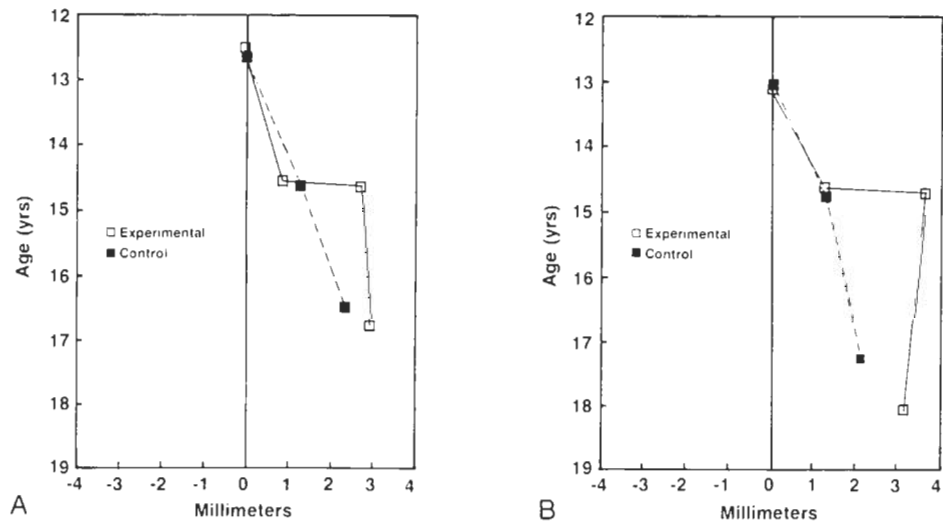 12
13
14
15
16
17
18
19
Age (yrs)
Experimental
Control
-4 -3 -2 -1 0 1 2 3 4
Millimeters
A
12
13
14
15
16
17
18
19
Age (yrs)
Experimental
Control
-4 -3 -2 -1 0 1 2 3 4
Millimeters
B